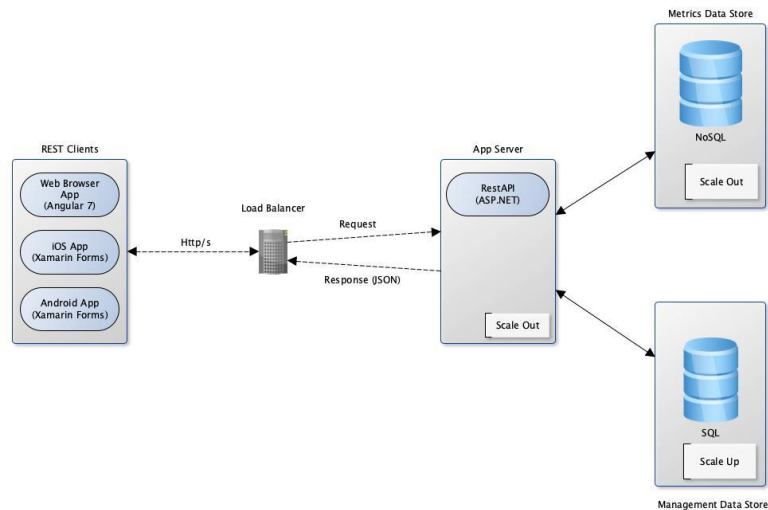 Metrics Data Store
NoSQL
Scale Out
REST Clients
Web Browser
App
(Angular 7)
iOS App
(Xamarin Forms)
Android App
(Xamarin Forms)
Http/s
Load Balancer
Request
Response (JSON)
App Server
RestAPI
(ASP.NET)
Scale Out
SQL
Scale Up
Management Data Store